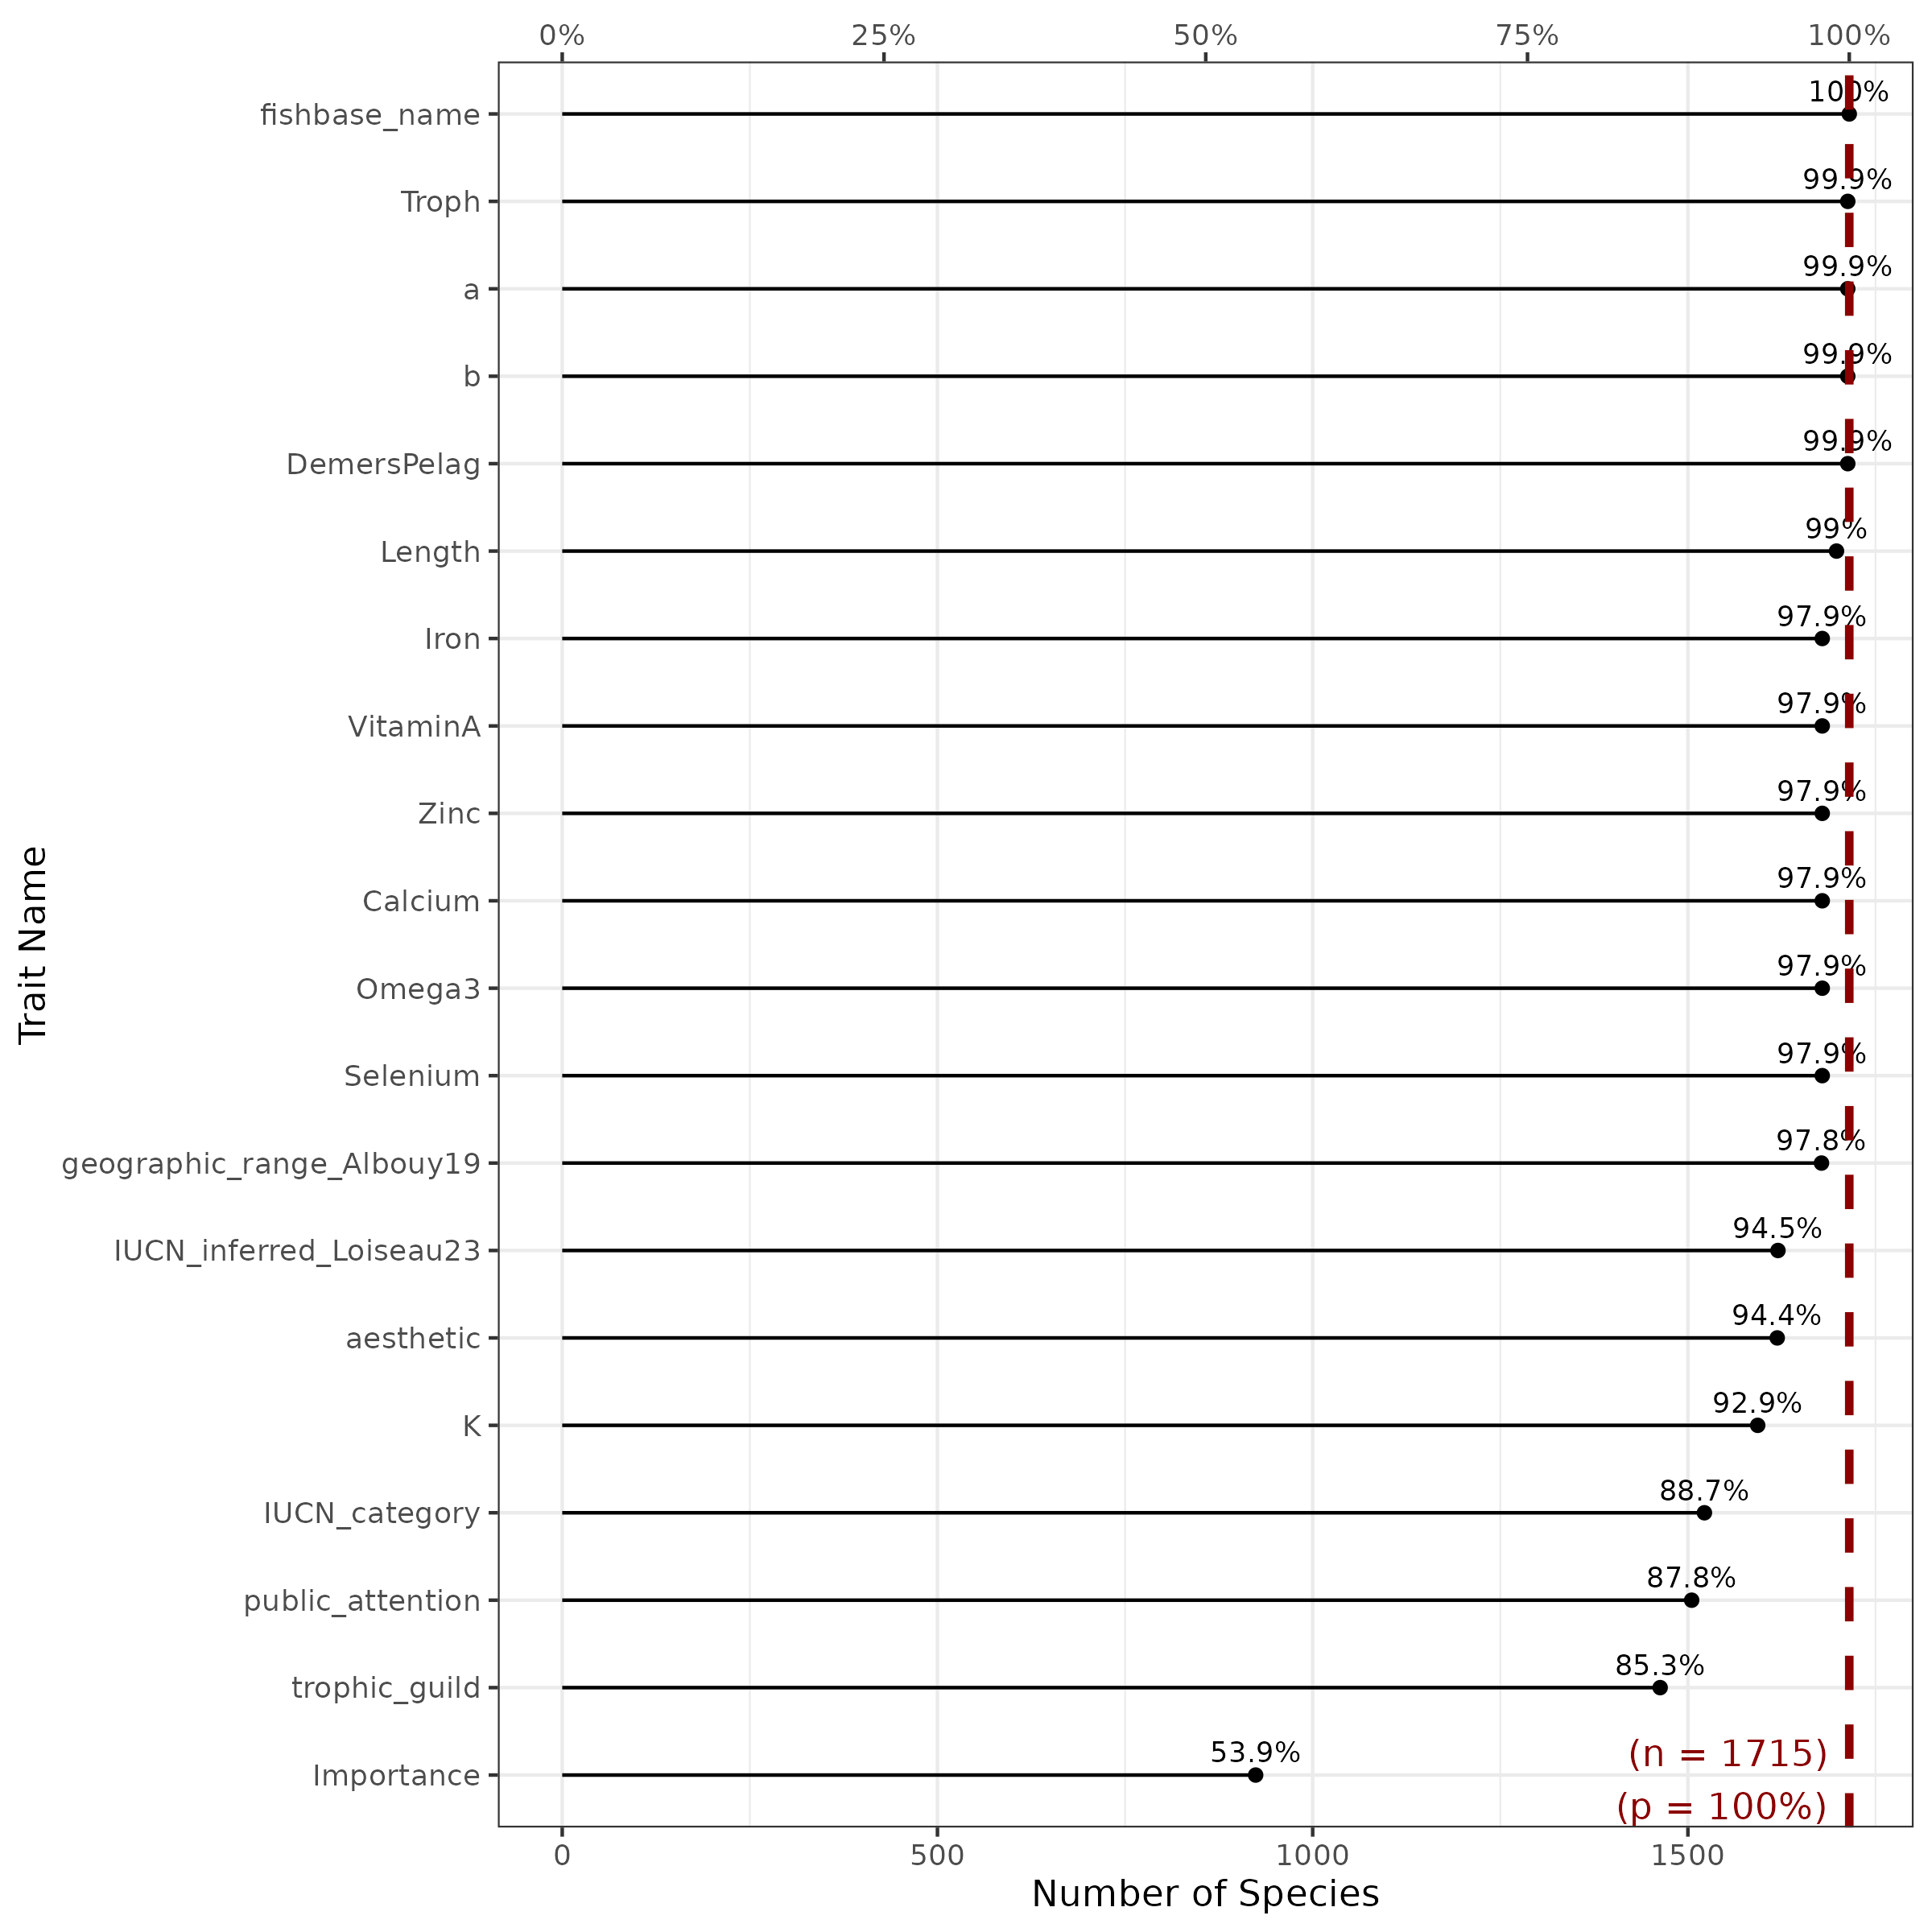 0% 25% 50% 75% 100%
fishbase_name 100%
Troph 99.9%
a 99.9%
b 99.9%
DemersPelag 99.9%
Length 99%
Iron 97.9%
VitaminA 97.9%
Zinc 97.9%
Calcium 97.9%
Omega3 97.9%
Selenium 97.9%
geographic_range_Albouy19 97.8%
IUCN_inferred_Loiseau23 94.5%
aesthetic 94.4%
K 92.9%
IUCN_category 88.7%
public_attention 87.8%
trophic_guild 85.3%
Importance 53.9%
(n = 1715)
(p = 100%)
0 500 1000 1500
Number of Species
Trait Name